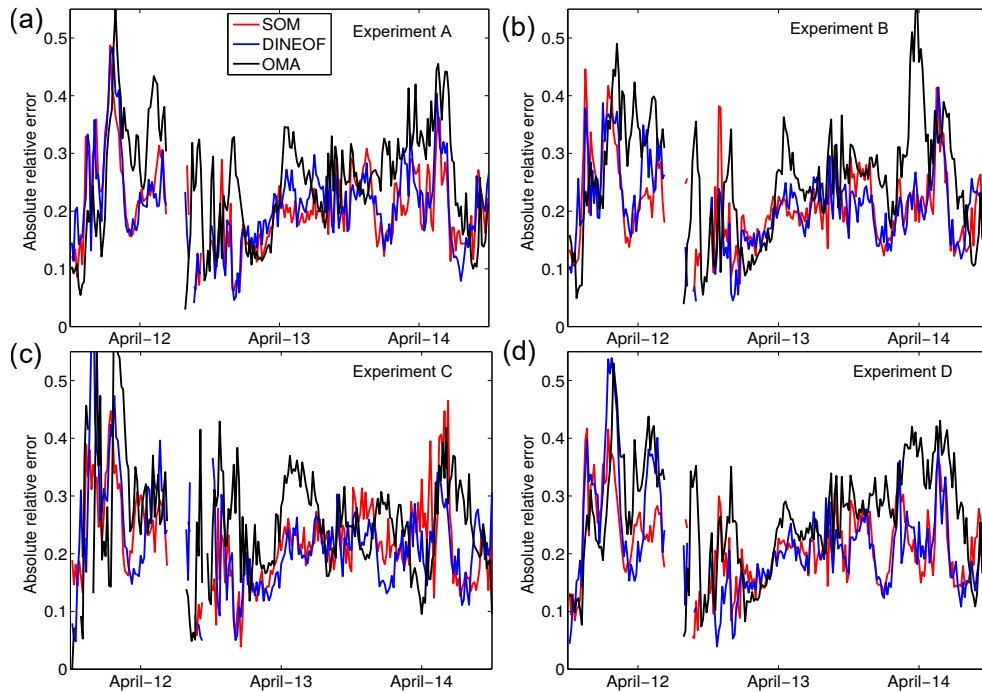 (a)
Experiment A
SOM
DINEOF
OMA
Absolute relative error
0.5
0.4
0.3
0.2
0.1
0
April-12
April-13
April-14
(b)
Experiment B
Absolute relative error
0.5
0.4
0.3
0.2
0.1
0
April-12
April-13
April-14
(c)
Experiment C
Absolute relative error
0.5
0.4
0.3
0.2
0.1
0
April-12
April-13
April-14
(d)
Experiment D
Absolute relative error
0.5
0.4
0.3
0.2
0.1
0
April-12
April-13
April-14